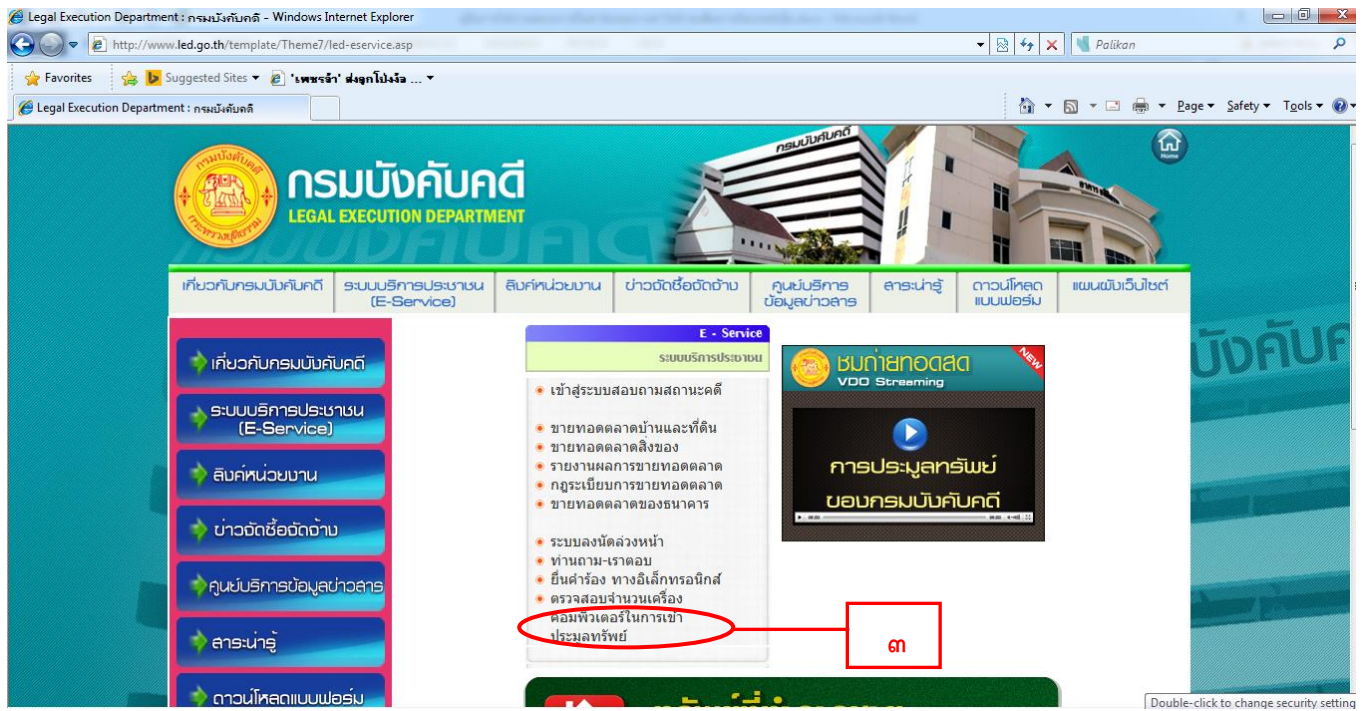 Legal Execution Department : กรมบังคับคดี - Windows Internet Explorer
http://www.led.go.th/template/Theme7/led-eservice.asp
Palikan
Favorites
Suggested Sites
'เพชรจ้า' ส่งลูกโป่งวิ่ง ...
Legal Execution Department : กรมบังคับคดี
Page
Safety
Tools
กรมบังคับคดี
กรมบังคับคดี
LEGAL EXECUTION DEPARTMENT
กรมบังคับคดี
กระทรวงยุติธรรม
Home
เกี่ยวกับกรมบังคับคดี
ระบบบริการประชาชน
(E-Service)
ลิงค์หน่วยงาน
ข่าวจัดซื้อจัดจ้าง
ศูนย์บริการ
ข้อมูลข่าวสาร
สาระน่ารู้
ดาวน์โหลด
แบบฟอร์ม
แผนผังเว็บไซต์
เกี่ยวกับกรมบังคับคดี
ระบบบริการประชาชน
(E-Service)
ลิงค์หน่วยงาน
ข่าวจัดซื้อจัดจ้าง
ศูนย์บริการข้อมูลข่าวสาร
สาระน่ารู้
ดาวน์โหลดแบบฟอร์ม
E - Service
ระบบบริการประชาชน
เข้าสู่ระบบสอบถามสถานะคดี
ขายทอดตลาดบ้านและที่ดิน
ขายทอดตลาดสิ่งของ
รายงานผลการขายทอดตลาด
กฎระเบียบการขายทอดตลาด
ขายทอดตลาดของธนาคาร
ระบบลงนัดล่วงหน้า
ท่านถาม-เราตอบ
ยื่นคำร้อง ทางอิเล็กทรอนิกส์
ตรวจสอบจำนวนเครื่อง
คอมพิวเตอร์ในการเข้า
ประมูลทรัพย์
๓
ชมถ่ายทอดสด
VDO Streaming
NEW
การประมูลทรัพย์
ของกรมบังคับคดี
Double-click to change security setting